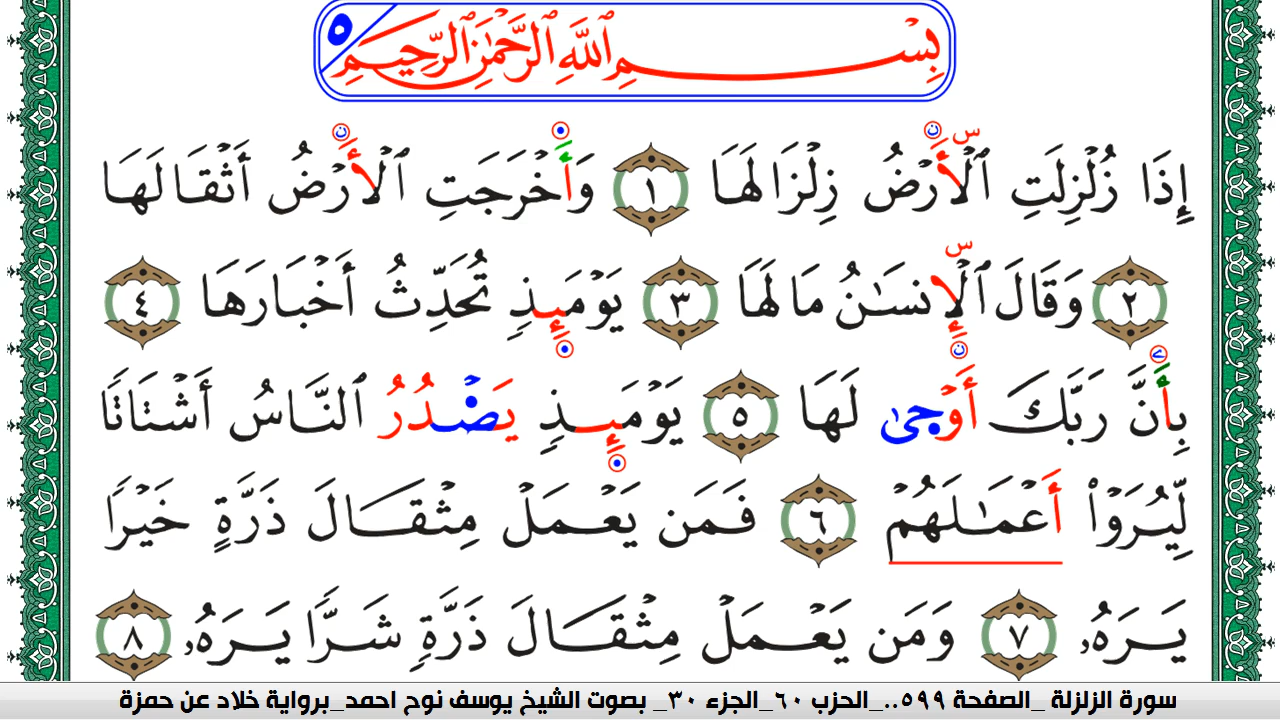 بِسْمِ ٱللَّهِ ٱلرَّحْمَٰنِ ٱلرَّحِيمِ ٥
إِذَا زُلْزِلَتِ ٱلْأَرْضُ زِلْزَالَهَا ١ وَأَخْرَجَتِ ٱلْأَرْضُ أَثْقَالَهَا
٢ وَقَالَ ٱلْإِنسَٰنُ مَا لَهَا ٣ يَوْمَئِذٍ تُحَدِّثُ أَخْبَارَهَا ٤
بِأَنَّ رَبَّكَ أَوْحَىٰ لَهَا ٥ يَوْمَئِذٍ يَصْدُرُ ٱلنَّاسُ أَشْتَاتًا
لِّيُرَوْا۟ أَعْمَٰلَهُمْ ٦ فَمَن يَعْمَلْ مِثْقَالَ ذَرَّةٍ خَيْرًا
يَرَهُۥ ٧ وَمَن يَعْمَلْ مِثْقَالَ ذَرَّةٍ شَرًّا يَرَهُۥ ٨
سورة الزلزلة _الصفحة ٥٩٩.._الحزب ٦٠_الجزء ٣٠_ بصوت الشيخ يوسف نوح احمد_برواية خلاد عن حمزة